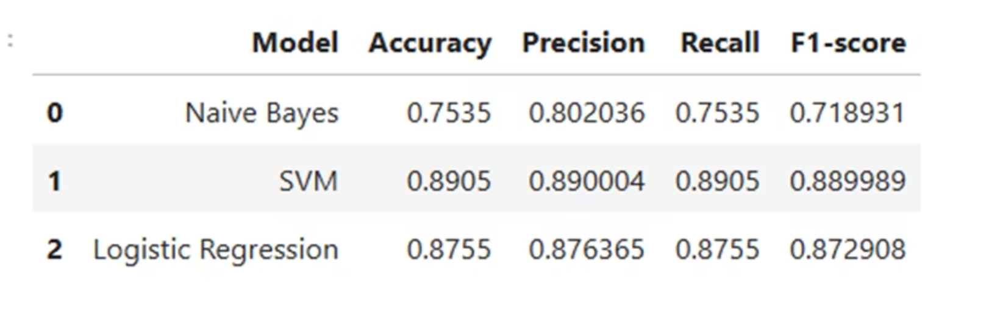 :
Model Accuracy Precision Recall F1-score
0 Naive Bayes 0.7535 0.802036 0.7535 0.718931
1 SVM 0.8905 0.890004 0.8905 0.889989
2 Logistic Regression 0.8755 0.876365 0.8755 0.872908